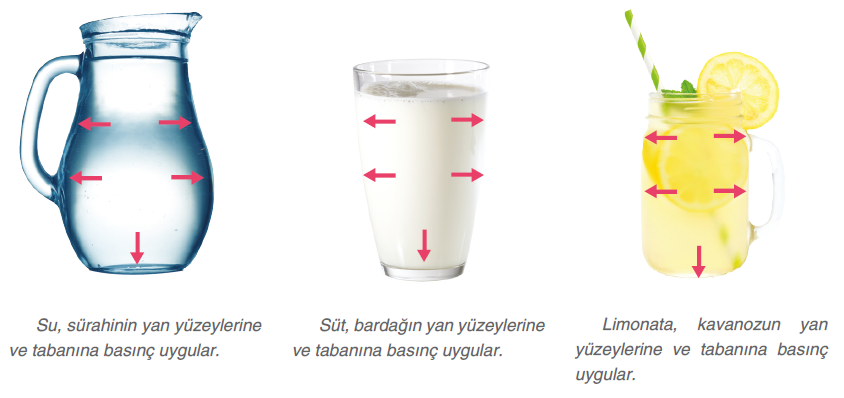 Su, sürahinin yan yüzeylerine
ve tabanına basınç uygular.
Süt, bardağın yan yüzeylerine
ve tabanına basınç uygular.
Limonata, kavanozun yan
yüzeylerine ve tabanına basınç
uygular.